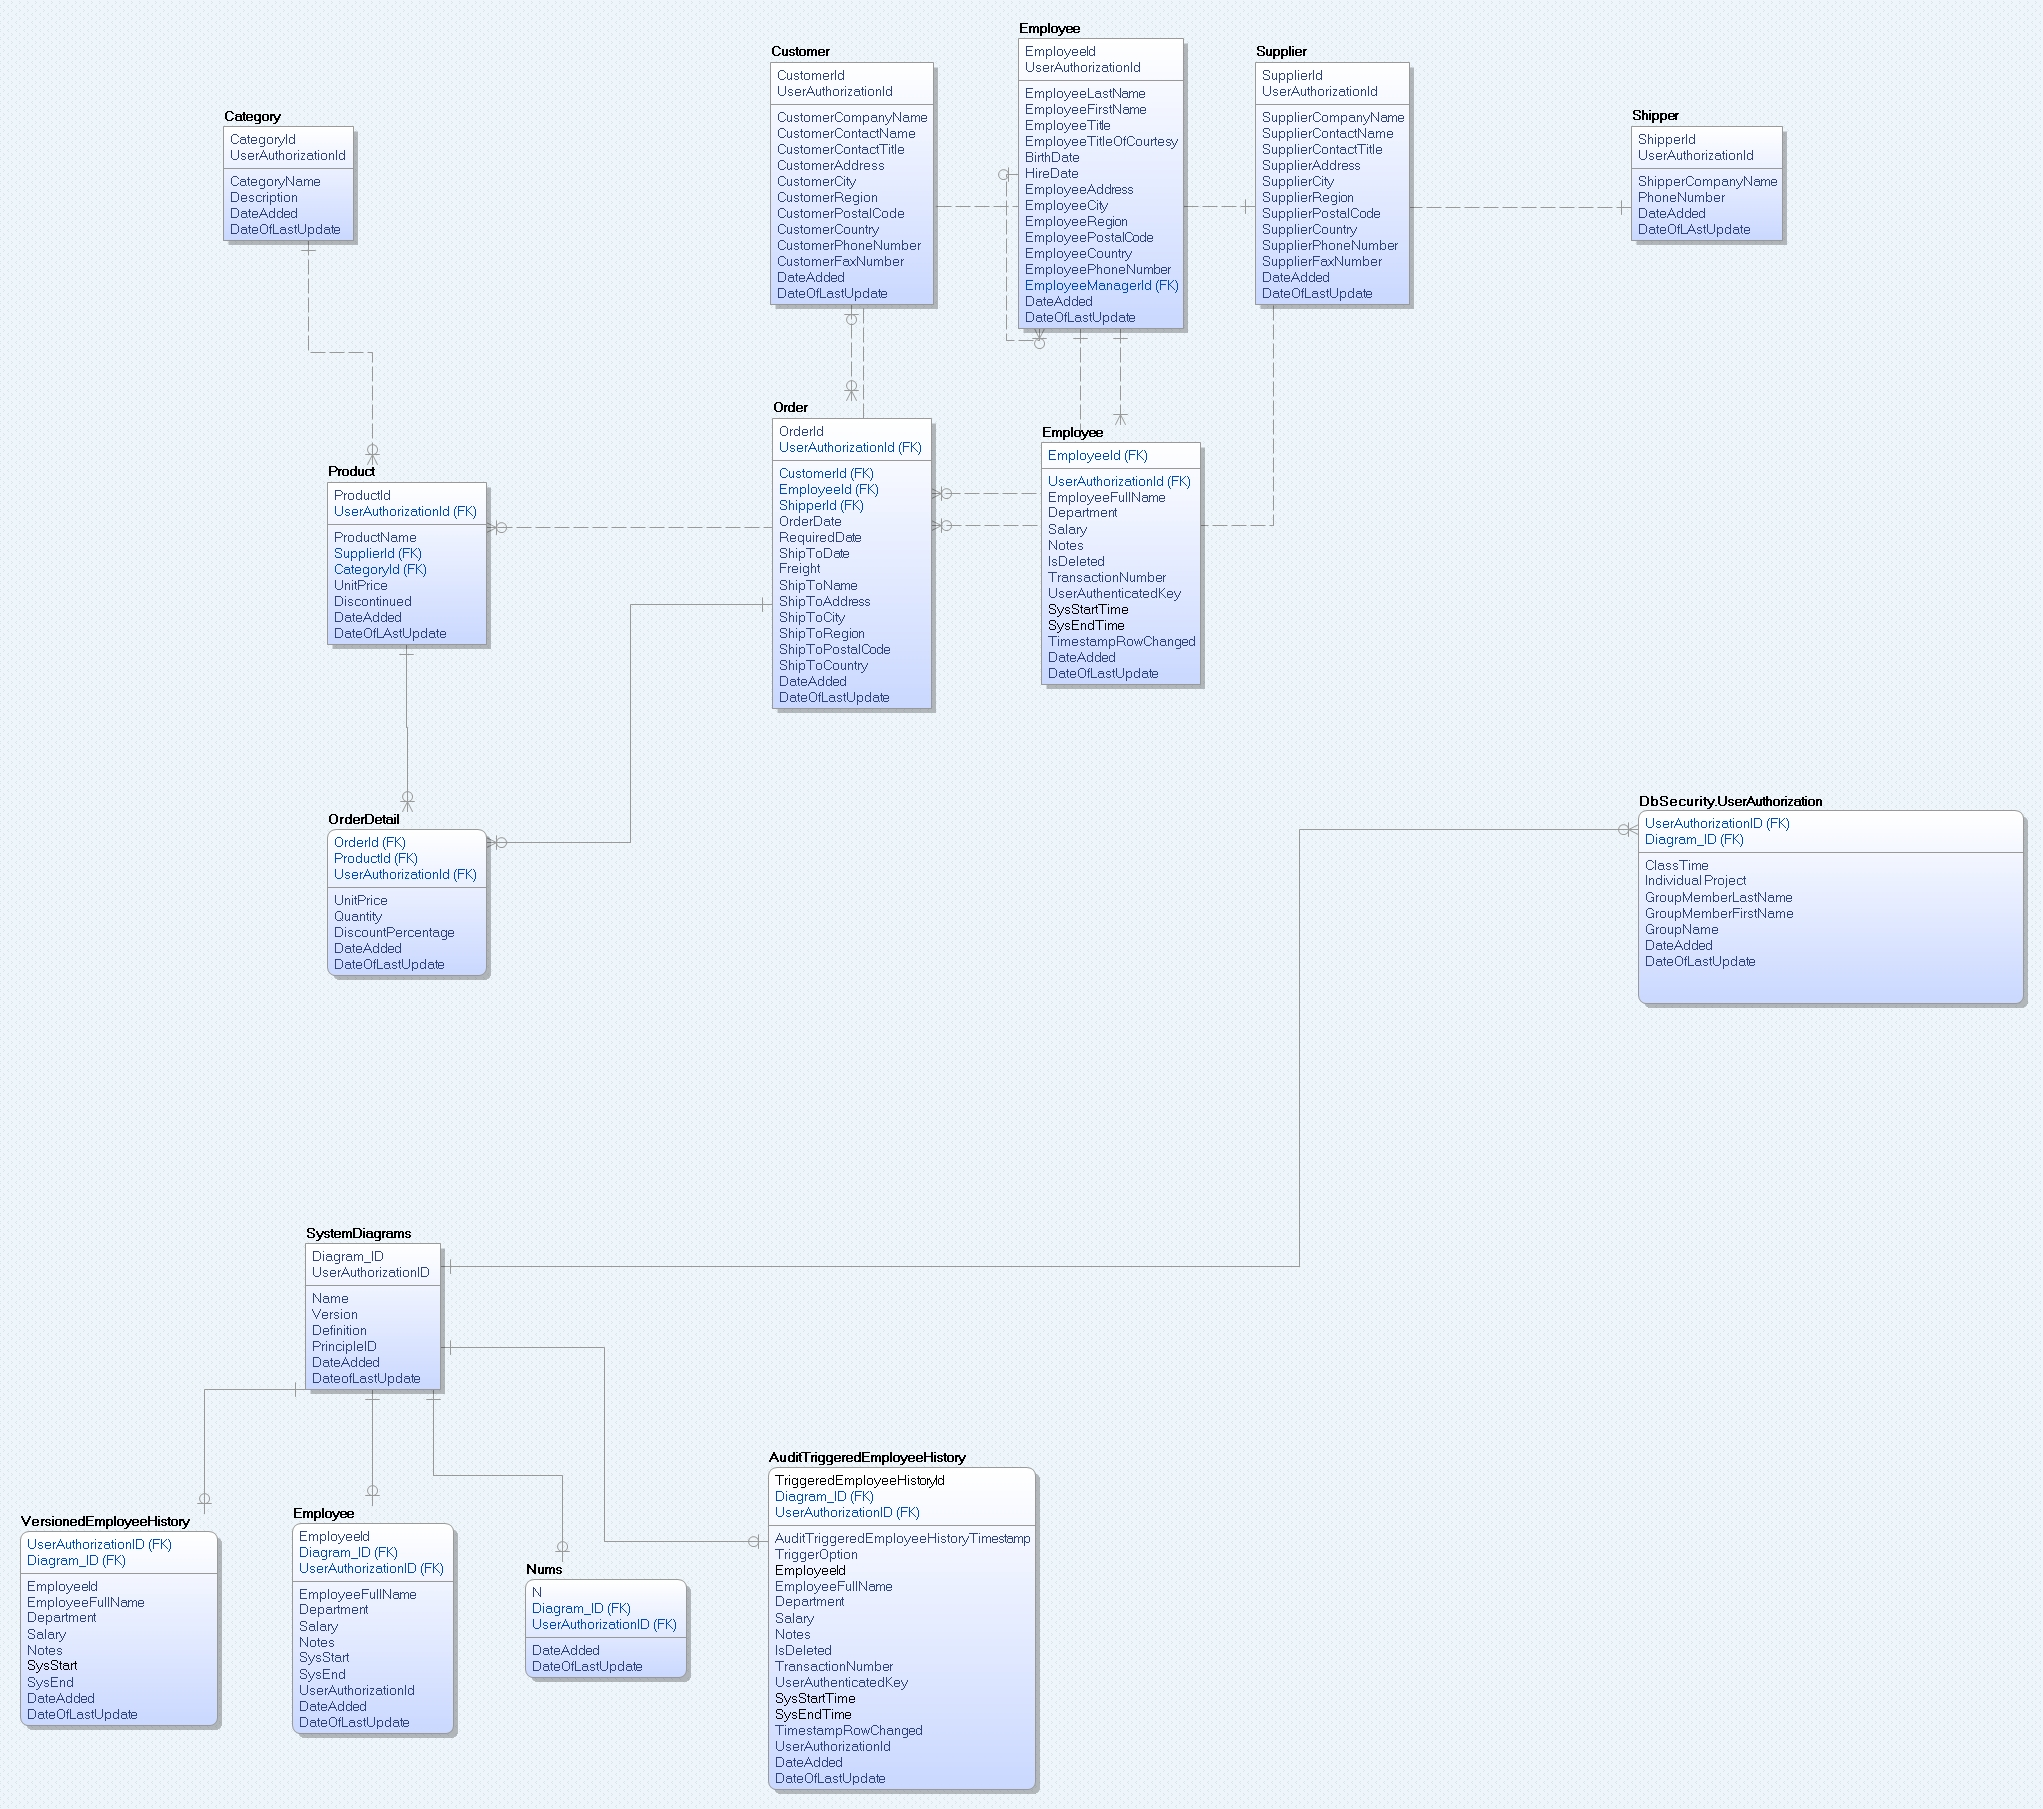 Category
CategoryId
UserAuthorizationId
CategoryName
Description
DateAdded
DateOfLastUpdate
Customer
CustomerId
UserAuthorizationId
CustomerCompanyName
CustomerContactName
CustomerContactTitle
CustomerAddress
CustomerCity
CustomerRegion
CustomerPostalCode
CustomerCountry
CustomerPhoneNumber
CustomerFaxNumber
DateAdded
DateOfLastUpdate
Employee
EmployeeId
UserAuthorizationId
EmployeeLastName
EmployeeFirstName
EmployeeTitle
EmployeeTitleOfCourtesy
BirthDate
HireDate
EmployeeAddress
EmployeeCity
EmployeeRegion
EmployeePostalCode
EmployeeCountry
EmployeePhoneNumber
EmployeeManagerId (FK)
DateAdded
DateOfLastUpdate
Supplier
SupplierId
UserAuthorizationId
SupplierCompanyName
SupplierContactName
SupplierContactTitle
SupplierAddress
SupplierCity
SupplierRegion
SupplierPostalCode
SupplierCountry
SupplierPhoneNumber
SupplierFaxNumber
DateAdded
DateOfLastUpdate
Shipper
ShipperId
UserAuthorizationId
ShipperCompanyName
PhoneNumber
DateAdded
DateOfLAstUpdate
Product
ProductId
UserAuthorizationId (FK)
ProductName
SupplierId (FK)
CategoryId (FK)
UnitPrice
Discontinued
DateAdded
DateOfLAstUpdate
Order
OrderId
UserAuthorizationId (FK)
CustomerId (FK)
EmployeeId (FK)
ShipperId (FK)
OrderDate
RequiredDate
ShipToDate
Freight
ShipToName
ShipToAddress
ShipToCity
ShipToRegion
ShipToPostalCode
ShipToCountry
DateAdded
DateOfLastUpdate
Employee
EmployeeId (FK)
UserAuthorizationId (FK)
EmployeeFullName
Department
Salary
Notes
IsDeleted
TransactionNumber
UserAuthenticatedKey
SysStartTime
SysEndTime
TimestampRowChanged
DateAdded
DateOfLastUpdate
OrderDetail
OrderId (FK)
ProductId (FK)
UserAuthorizationId (FK)
UnitPrice
Quantity
DiscountPercentage
DateAdded
DateOfLastUpdate
DbSecurity.UserAuthorization
UserAuthorizationID (FK)
Diagram_ID (FK)
ClassTime
Individual Project
GroupMemberLastName
GroupMemberFirstName
GroupName
DateAdded
DateOfLastUpdate
SystemDiagrams
Diagram_ID
UserAuthorizationID
Name
Version
Definition
PrincipleID
DateAdded
DateofLastUpdate
VersionedEmployeeHistory
UserAuthorizationID (FK)
Diagram_ID (FK)
EmployeeId
EmployeeFullName
Department
Salary
Notes
SysStart
SysEnd
DateAdded
DateOfLastUpdate
Employee
EmployeeId
Diagram_ID (FK)
UserAuthorizationID (FK)
EmployeeFullName
Department
Salary
Notes
SysStart
SysEnd
UserAuthorizationId
DateAdded
DateOfLastUpdate
Nums
N
Diagram_ID (FK)
UserAuthorizationID (FK)
DateAdded
DateOfLastUpdate
AuditTriggeredEmployeeHistory
TriggeredEmployeeHistoryId
Diagram_ID (FK)
UserAuthorizationID (FK)
AuditTriggeredEmployeeHistoryTimestamp
TriggerOption
EmployeeId
EmployeeFullName
Department
Salary
Notes
IsDeleted
TransactionNumber
UserAuthenticatedKey
SysStartTime
SysEndTime
TimestampRowChanged
UserAuthorizationId
DateAdded
DateOfLastUpdate